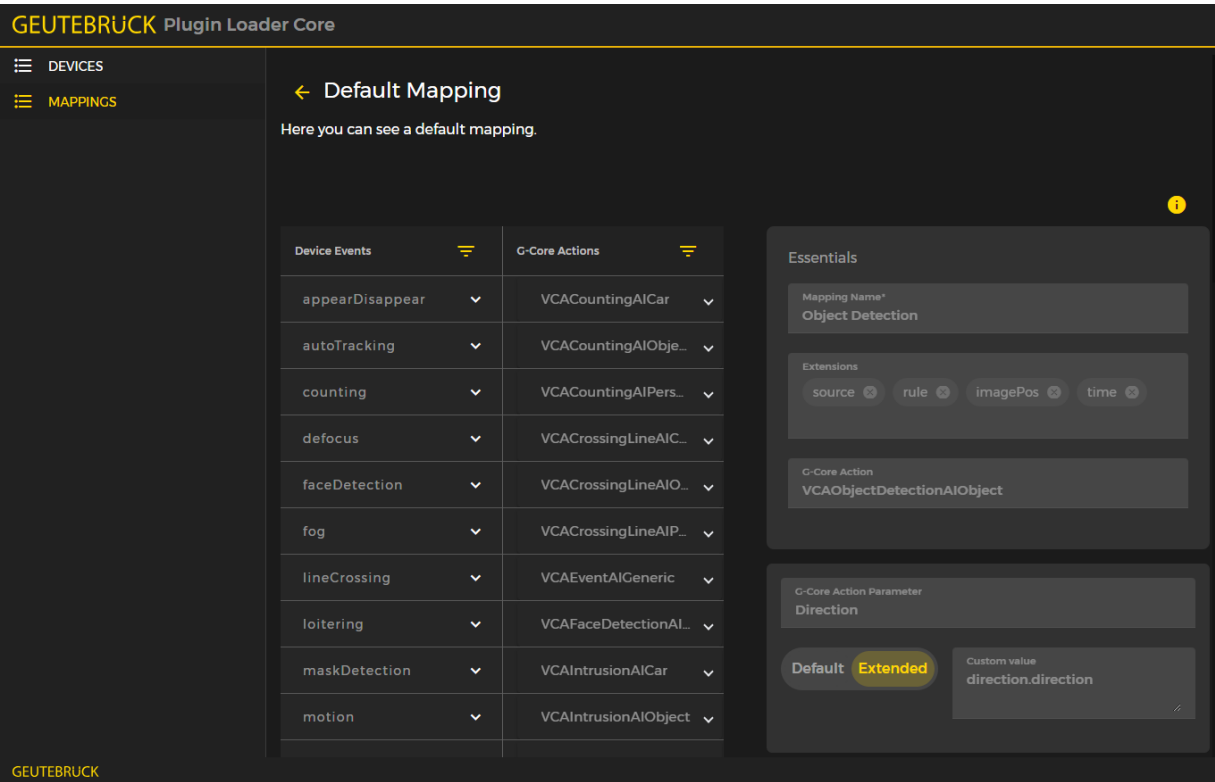 GEUTEBRÜCK Plugin Loader Core
DEVICES
MAPPINGS
Default Mapping
Here you can see a default mapping.
Device Events
G-Core Actions
appearDisappear
VCACountingAICar
autoTracking
VCACountingAIObje...
counting
VCACountingAIPers...
defocus
VCACrossingLineAIC...
faceDetection
VCACrossingLineAIO...
fog
VCACrossingLineAIP...
lineCrossing
VCAEventAIGeneric
loitering
VCAFaceDetectionAI...
maskDetection
VCAIntrusionAICar
motion
VCAIntrusionAIObject
Essentials
Mapping Name*
Object Detection
Extensions
source rule imagePos time
G-Core Action
VCAObjectDetectionAIObject
G-Core Action Parameter
Direction
Default Extended
Custom value
direction.direction
GEUTEBRUCK